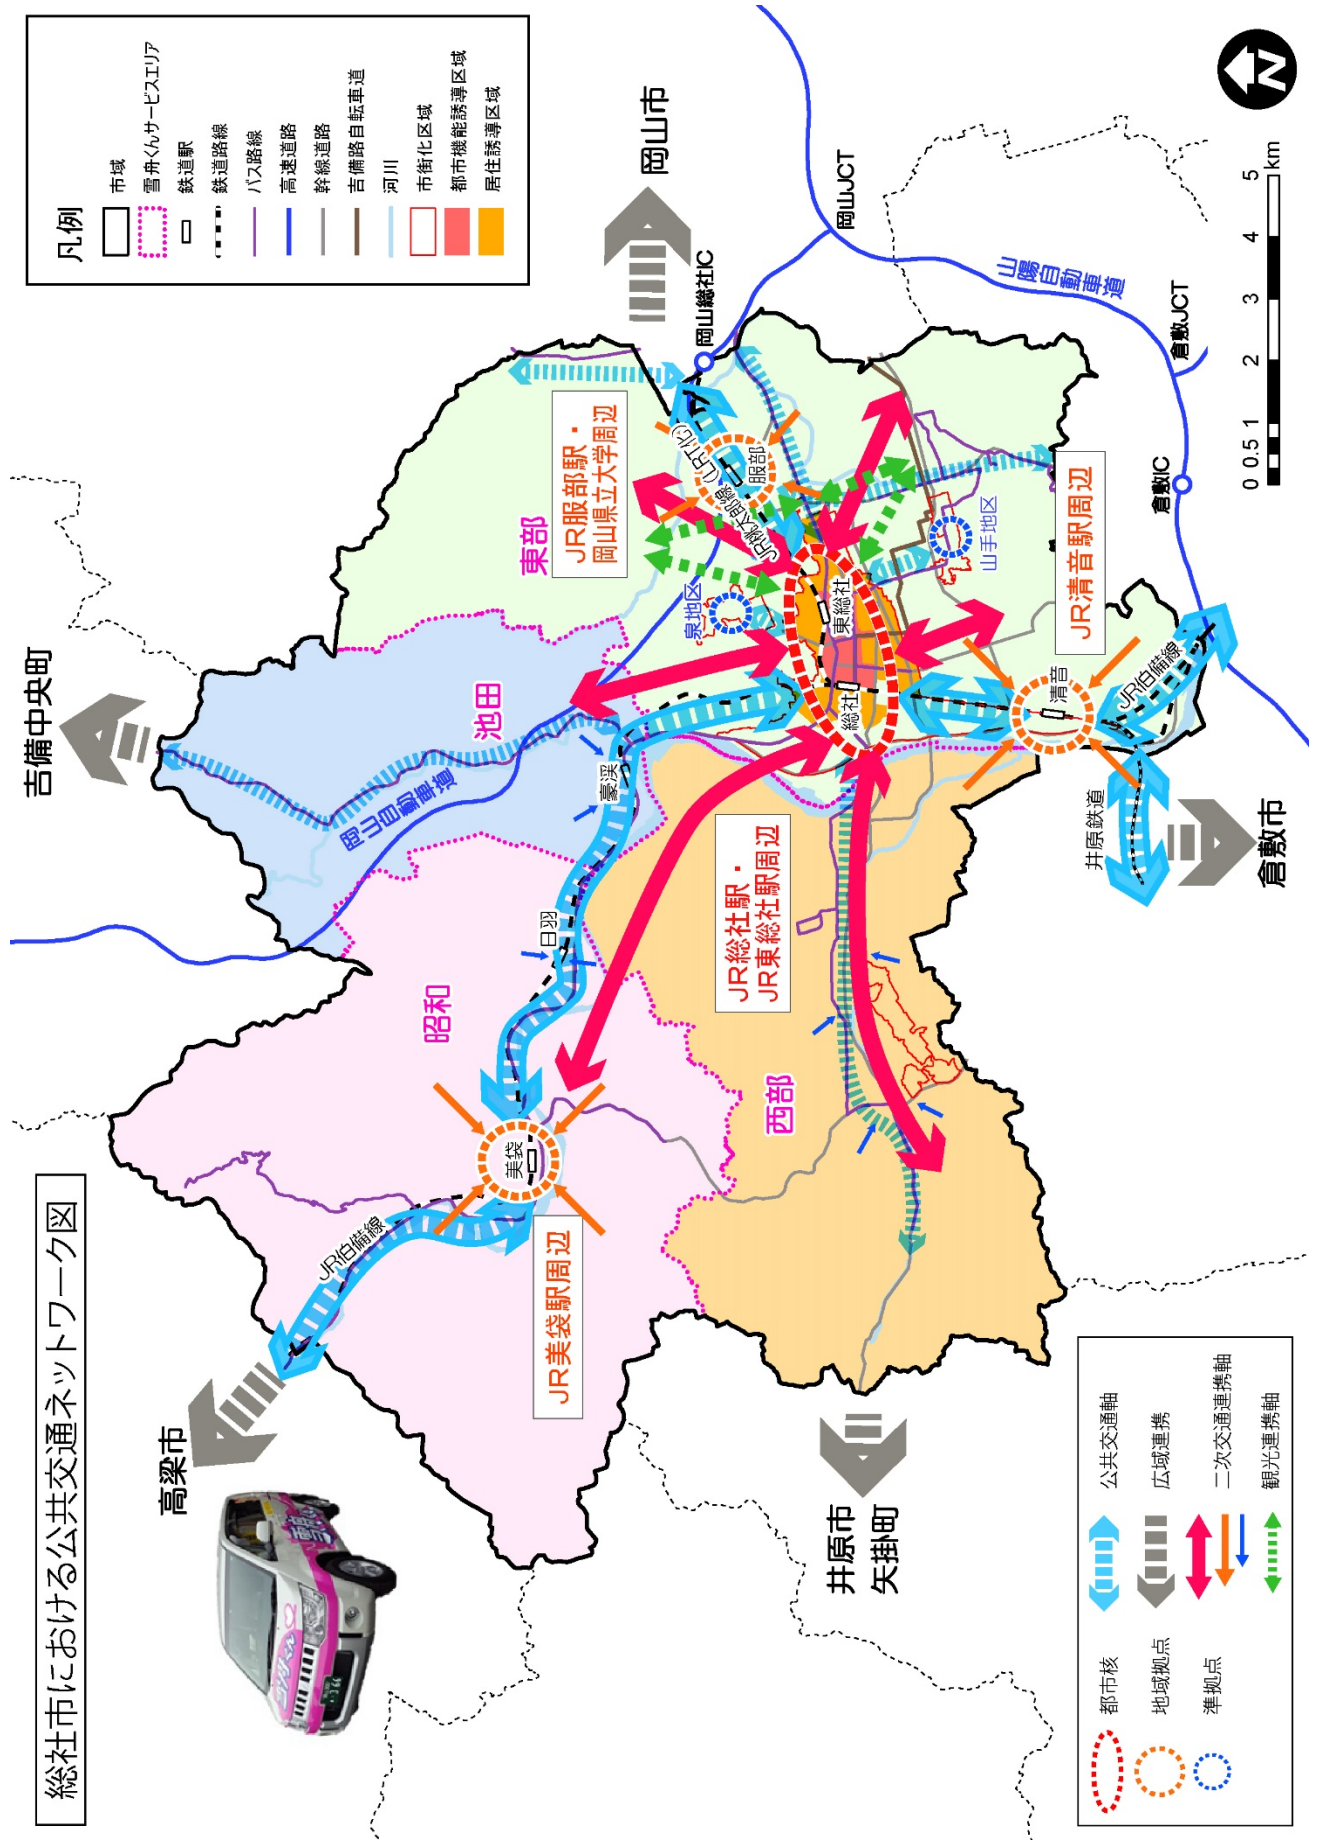 総社市における公共交通ネットワーク図
凡例
市域
雪舟くんサービスエリア
鉄道駅
鉄道路線
バス路線
高速道路
幹線道路
吉備路自転車道
河川
市街化区域
都市機能誘導区域
居住誘導区域
高梁市
吉備中央町
岡山市
倉敷市
井原市
矢掛町
昭和
池田
東部
西部
JR伯備線
美袋
JR美袋駅周辺
日羽
豪渓
岡山自動車道
泉地区
JR服部駅・
岡山県立大学周辺
JR桃太郎線(LRT化)
服部
岡山総社IC
岡山JCT
山陽自動車道
倉敷JCT
倉敷IC
総社
東総社
JR総社駅・
JR東総社駅周辺
山手地区
JR清音駅周辺
清音
JR伯備線
井原鉄道
都市核
地域拠点
準拠点
公共交通軸
広域連携
二次交通連携軸
観光連携軸
0 0.5 1 2 3 4 5 km
N